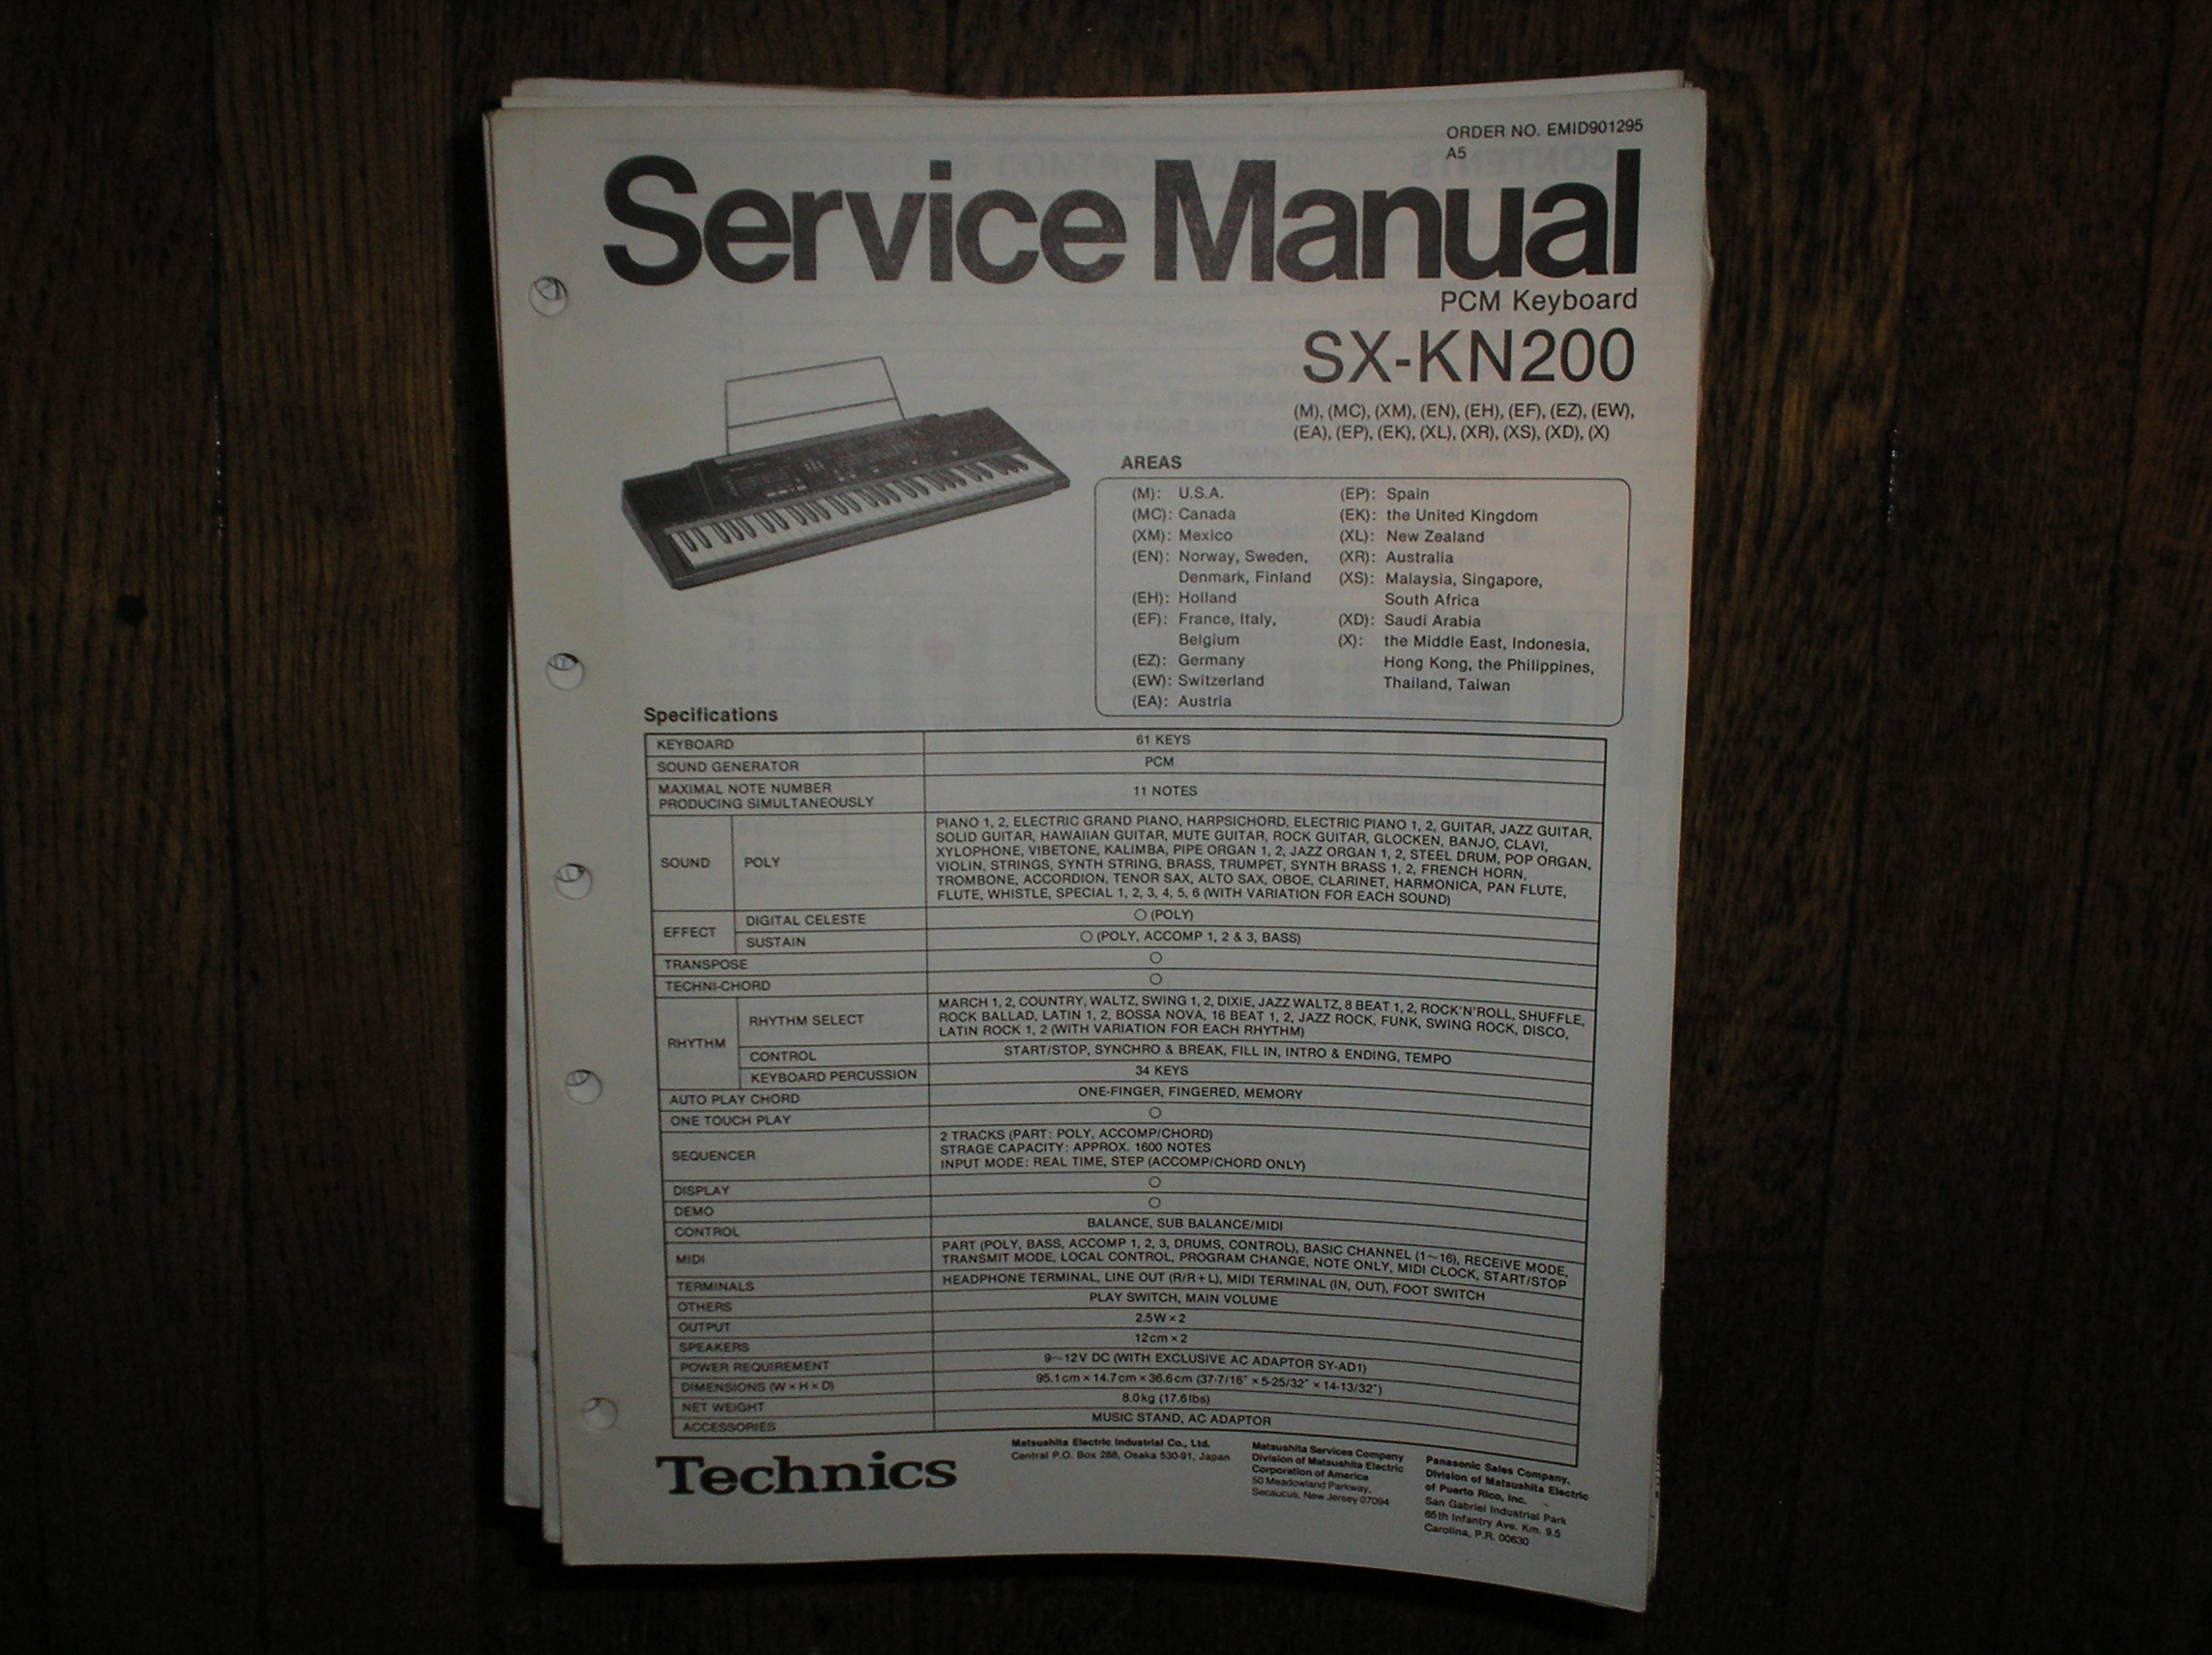 ORDER NO. EMID901295
A5
Service Manual
PCM Keyboard
SX-KN200
(M), (MC), (XM), (EN), (EH), (EF), (EZ), (EW),
(EA), (EP), (EK), (XL), (XR), (XS), (XD), (X)
AREAS
(M): U.S.A.
(MC): Canada
(XM): Mexico
(EN): Norway, Sweden,
Denmark, Finland
(EH): Holland
(EF): France, Italy,
Belgium
(EZ): Germany
(EW): Switzerland
(EA): Austria
(EP): Spain
(EK): the United Kingdom
(XL): New Zealand
(XR): Australia
(XS): Malaysia, Singapore,
South Africa
(XD): Saudi Arabia
(X): the Middle East, Indonesia,
Hong Kong, the Philippines,
Thailand, Taiwan
Specifications
KEYBOARD 61 KEYS
SOUND GENERATOR PCM
MAXIMAL NOTE NUMBER
PRODUCING SIMULTANEOUSLY
11 NOTES
SOUND POLY
PIANO 1, 2, ELECTRIC GRAND PIANO, HARPSICHORD, ELECTRIC PIANO 1, 2, GUITAR, JAZZ GUITAR,
SOLID GUITAR, HAWAIIAN GUITAR, MUTE GUITAR, ROCK GUITAR, GLOCKEN, BANJO, CLAVI,
XYLOPHONE, VIBETONE, KALIMBA, PIPE ORGAN 1, 2, JAZZ ORGAN 1, 2, STEEL DRUM, POP ORGAN,
VIOLIN, STRINGS, SYNTH STRING, BRASS, TRUMPET, SYNTH BRASS 1, 2, FRENCH HORN,
TROMBONE, ACCORDION, TENOR SAX, ALTO SAX, OBOE, CLARINET, HARMONICA, PAN FLUTE,
FLUTE, WHISTLE, SPECIAL 1, 2, 3, 4, 5, 6 (WITH VARIATION FOR EACH SOUND)
EFFECT
DIGITAL CELESTE ○ (POLY)
SUSTAIN ○ (POLY, ACCOMP 1, 2 & 3, BASS)
TRANSPOSE ○
TECHNI-CHORD ○
RHYTHM
RHYTHM SELECT
MARCH 1, 2, COUNTRY, WALTZ, SWING 1, 2, DIXIE, JAZZ WALTZ, 8 BEAT 1, 2, ROCK'N'ROLL, SHUFFLE,
ROCK BALLAD, LATIN 1, 2, BOSSA NOVA, 16 BEAT 1, 2, JAZZ ROCK, FUNK, SWING ROCK, DISCO,
LATIN ROCK 1, 2 (WITH VARIATION FOR EACH RHYTHM)
CONTROL START/STOP, SYNCHRO & BREAK, FILL IN, INTRO & ENDING, TEMPO
KEYBOARD PERCUSSION 34 KEYS
AUTO PLAY CHORD ONE-FINGER, FINGERED, MEMORY
ONE TOUCH PLAY ○
SEQUENCER
2 TRACKS (PART: POLY, ACCOMP/CHORD)
STRAGE CAPACITY: APPROX. 1600 NOTES
INPUT MODE: REAL TIME, STEP (ACCOMP/CHORD ONLY)
DISPLAY ○
DEMO ○
CONTROL BALANCE, SUB BALANCE/MIDI
MIDI
PART (POLY, BASS, ACCOMP 1, 2, 3, DRUMS, CONTROL), BASIC CHANNEL (1~16), RECEIVE MODE,
TRANSMIT MODE, LOCAL CONTROL, PROGRAM CHANGE, NOTE ONLY, MIDI CLOCK, START/STOP
TERMINALS HEADPHONE TERMINAL, LINE OUT (R/R+L), MIDI TERMINAL (IN, OUT), FOOT SWITCH
OTHERS PLAY SWITCH, MAIN VOLUME
OUTPUT 2.5W × 2
SPEAKERS 12cm × 2
POWER REQUIREMENT 9~12V DC (WITH EXCLUSIVE AC ADAPTOR SY-AD1)
DIMENSIONS (W × H × D) 95.1cm × 14.7cm × 36.6cm (37-7/16" × 5-25/32" × 14-13/32")
NET WEIGHT 8.0kg (17.6lbs)
ACCESSORIES MUSIC STAND, AC ADAPTOR
Technics
Matsushita Electric Industrial Co., Ltd.
Central P.O. Box 288, Osaka 530-91, Japan
Matsushita Services Company
Division of Matsushita Electric
Corporation of America
50 Meadowland Parkway,
Secaucus, New Jersey 07094
Panasonic Sales Company,
Division of Matsushita Electric
of Puerto Rico, Inc.
San Gabriel Industrial Park
65th Infantry Ave. Km. 9.5
Carolina, P.R. 00630